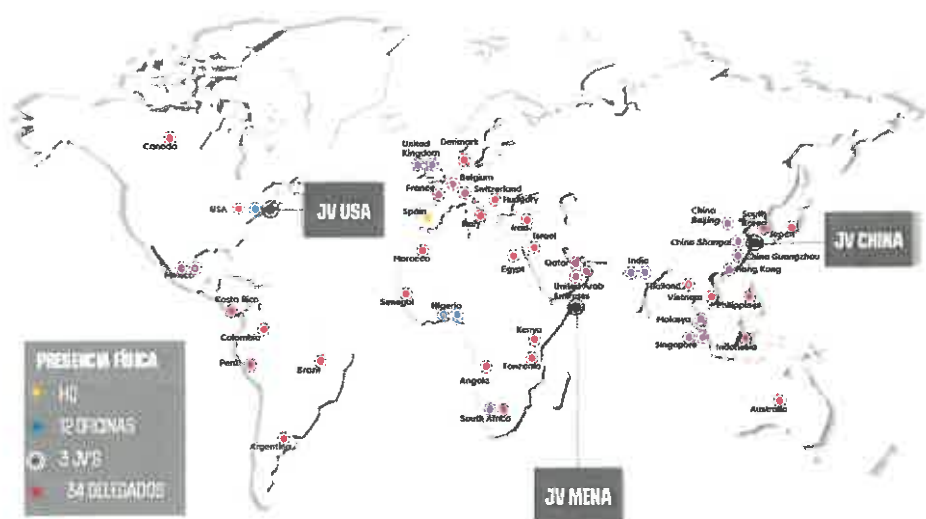 Canada
United
Kingdom
Denmark
Belgium
France
Switzerland
Hungary
USA
JV USA
Spain
Italy
Iraq
Israel
Morocco
Egypt
Qatar
United Arab
Emirates
India
China
Beijing
South
Korea
Japan
China Shangai
China Guangzhou
Hong Kong
JV CHINA
Mexico
Costa Rica
Senegal
Nigeria
Thailand
Vietnam
Philippines
Colombia
Kenya
Malasya
Singapore
Indonesia
Perú
Brazil
Angola
Tanzania
South Africa
Australia
Argentina
PRESENCIA FÍSICA
HQ
12 OFICINAS
3 JV'S
34 DELEGADOS
JV MENA